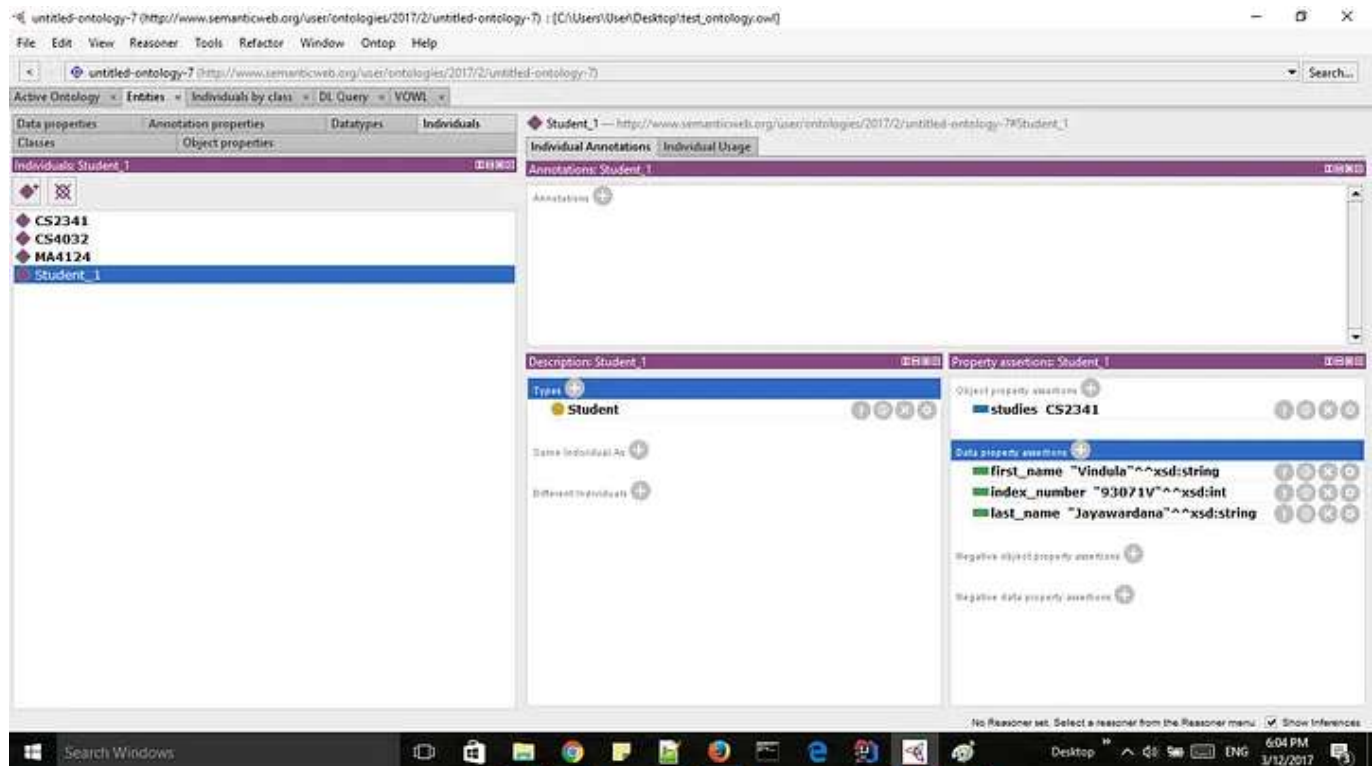 untitled-ontology-7 (http://www.semanticweb.org/user/ontologies/2017/2/untitled-ontology-7) : [C:\Users\User\Desktop\test_ontology.owl]
File Edit View Reasoner Tools Refactor Window Ontop Help
< untitled-ontology-7 (http://www.semanticweb.org/user/ontologies/2017/2/untitled-ontology-7) Search...
Active Ontology × Entities × Individuals by class × DL Query × VOWL ×
Data properties Annotation properties Datatypes Individuals
Classes Object properties
Individuals: Student_1
CS2341
CS4032
MA4124
Student_1
Student_1 — http://www.semanticweb.org/user/ontologies/2017/2/untitled-ontology-7#Student_1
Individual Annotations Individual Usage
Annotations: Student_1
Annotations
Description: Student_1
Types
Student
Same Individual As
Different Individuals
Property assertions: Student_1
Object property assertions
studies CS2341
Data property assertions
first_name "Vindula"^^xsd:string
index_number "93071V"^^xsd:int
last_name "Jayawardana"^^xsd:string
Negative object property assertions
Negative data property assertions
No Reasoner set. Select a reasoner from the Reasoner menu Show Inferences
Search Windows Desktop ENG 6:04 PM
3/12/2017